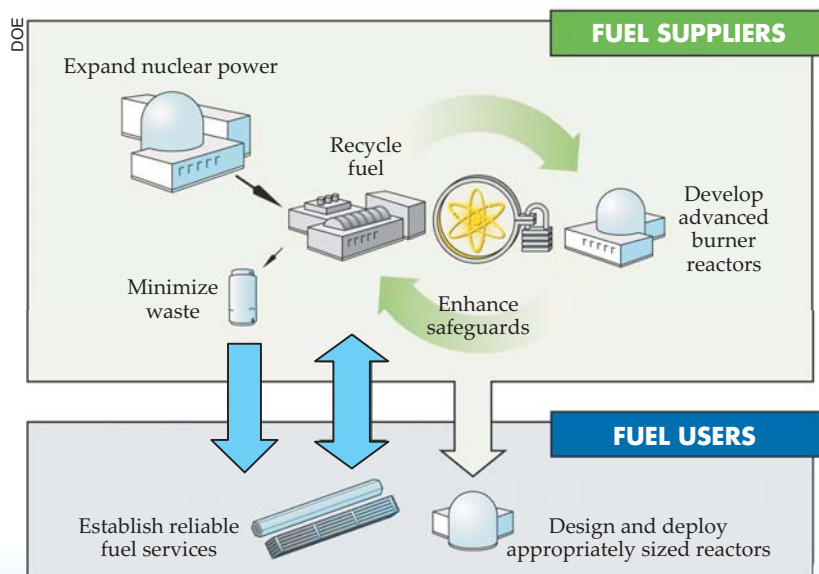 DOE
FUEL SUPPLIERS
Expand nuclear power
Recycle
fuel
Develop
advanced
burner
reactors
Minimize
waste
Enhance
safeguards
FUEL USERS
Establish reliable
fuel services
Design and deploy
appropriately sized reactors